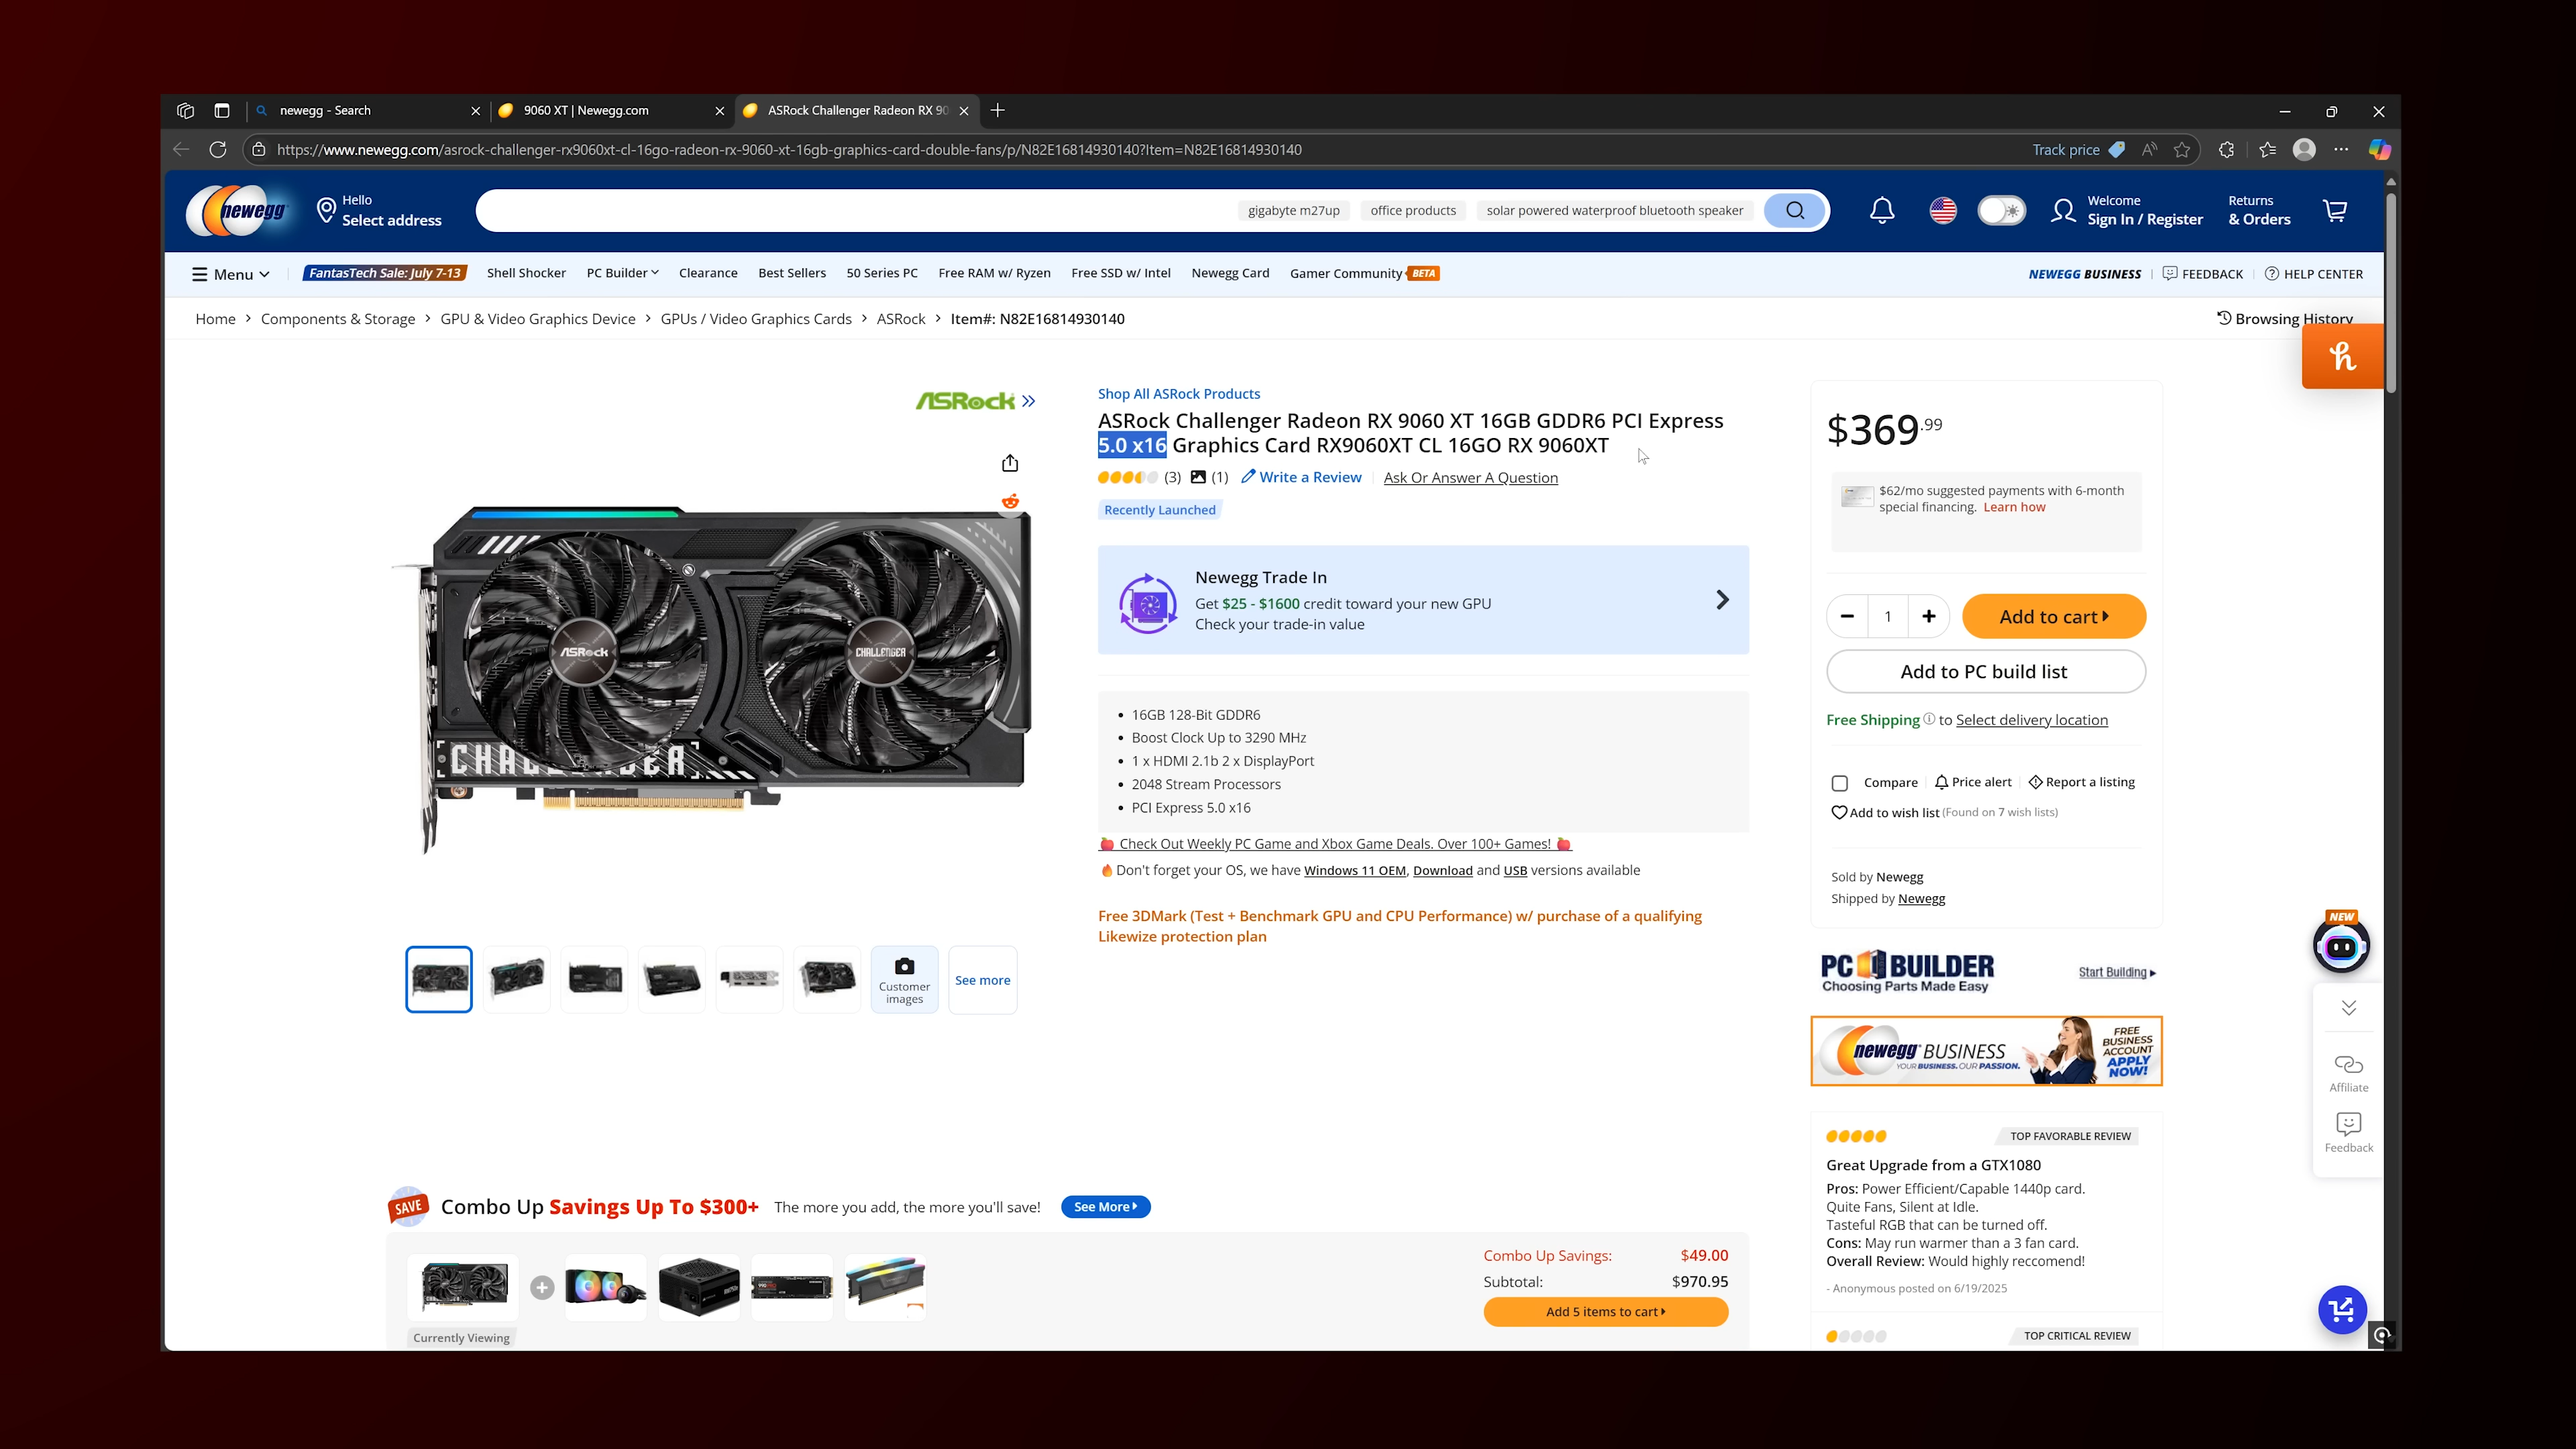 newegg - Search
9060 XT | Newegg.com
ASRock Challenger Radeon RX 90
https://www.newegg.com/asrock-challenger-rx9060xt-cl-16go-radeon-rx-9060-xt-16gb-graphics-card-double-fans/p/N82E16814930140?Item=N82E16814930140
Track price
newegg
Hello
Select address
gigabyte m27up
office products
solar powered waterproof bluetooth speaker
Welcome
Sign In / Register
Returns
& Orders
Menu
FantasTech Sale: July 7-13
Shell Shocker
PC Builder
Clearance
Best Sellers
50 Series PC
Free RAM w/ Ryzen
Free SSD w/ Intel
Newegg Card
Gamer Community
BETA
NEWEGG BUSINESS
FEEDBACK
HELP CENTER
Home > Components & Storage > GPU & Video Graphics Device > GPUs / Video Graphics Cards > ASRock > Item#: N82E16814930140
Browsing History
ASRock
Shop All ASRock Products
ASRock Challenger Radeon RX 9060 XT 16GB GDDR6 PCI Express
5.0 x16 Graphics Card RX9060XT CL 16GO RX 9060XT
(3)
(1)
Write a Review
Ask Or Answer A Question
Recently Launched
Newegg Trade In
Get $25 - $1600 credit toward your new GPU
Check your trade-in value
ASRock
CHALLENGER
• 16GB 128-Bit GDDR6
• Boost Clock Up to 3290 MHz
• 1 x HDMI 2.1b 2 x DisplayPort
• 2048 Stream Processors
• PCI Express 5.0 x16
Check Out Weekly PC Game and Xbox Game Deals. Over 100+ Games!
Don't forget your OS, we have Windows 11 OEM, Download and USB versions available
Free 3DMark (Test + Benchmark GPU and CPU Performance) w/ purchase of a qualifying
Likewize protection plan
Customer
images
See more
$369.99
$62/mo suggested payments with 6-month
special financing. Learn how
1
Add to cart
Add to PC build list
Free Shipping to Select delivery location
Compare
Price alert
Report a listing
Add to wish list (Found on 7 wish lists)
Sold by Newegg
Shipped by Newegg
PC BUILDER
Choosing Parts Made Easy
Start Building
newegg BUSINESS
YOUR BUSINESS. OUR PASSION.
FREE
BUSINESS
ACCOUNT
APPLY
NOW!
NEW
Affiliate
Feedback
TOP FAVORABLE REVIEW
Great Upgrade from a GTX1080
Pros: Power Efficient/Capable 1440p card.
Quite Fans, Silent at Idle.
Tasteful RGB that can be turned off.
Cons: May run warmer than a 3 fan card.
Overall Review: Would highly reccomend!
- Anonymous posted on 6/19/2025
TOP CRITICAL REVIEW
SAVE
Combo Up Savings Up To $300+
The more you add, the more you'll save!
See More
Combo Up Savings: $49.00
Subtotal: $970.95
Add 5 items to cart
Currently Viewing